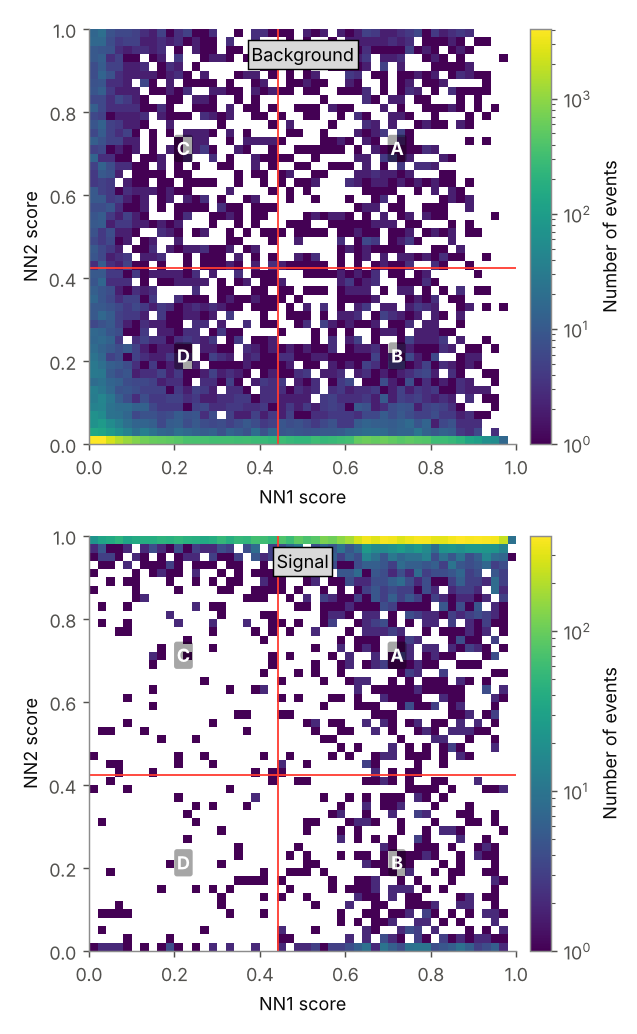 1.0
Background
0.8
C
A
0.6
NN2 score
0.4
D
B
0.2
0.0
0.0 0.2 0.4 0.6 0.8 1.0
NN1 score
10³
10²
10¹
10⁰
Number of events
1.0
Signal
0.8
C
A
0.6
NN2 score
0.4
D
B
0.2
0.0
0.0 0.2 0.4 0.6 0.8 1.0
NN1 score
10²
10¹
10⁰
Number of events